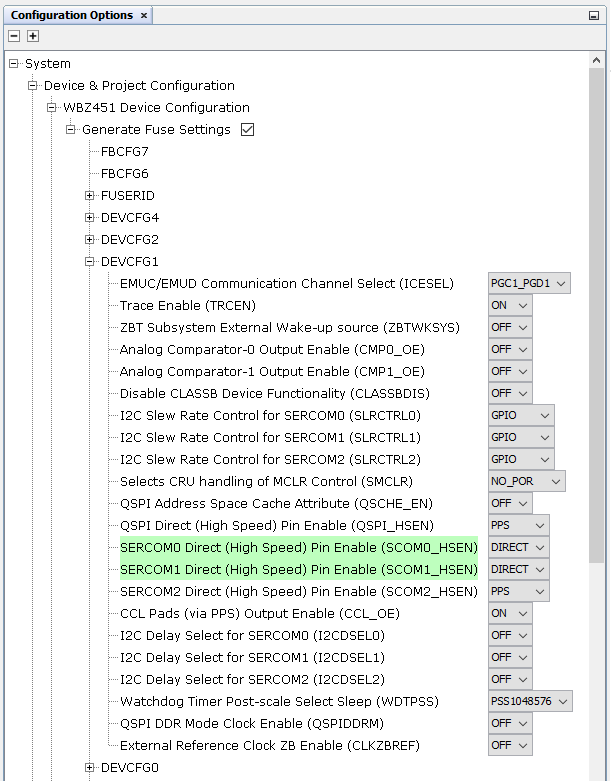 Configuration Options
System
Device & Project Configuration
WBZ451 Device Configuration
Generate Fuse Settings
FBCFG7
FBCFG6
FUSERID
DEVCFG4
DEVCFG2
DEVCFG1
EMUC/EMUD Communication Channel Select (ICESEL) PGC1_PGD1
Trace Enable (TRCEN) ON
ZBT Subsystem External Wake-up source (ZBTWKSYS) OFF
Analog Comparator-0 Output Enable (CMP0_OE) OFF
Analog Comparator-1 Output Enable (CMP1_OE) OFF
Disable CLASSB Device Functionality (CLASSBDIS) OFF
I2C Slew Rate Control for SERCOM0 (SLRCTRL0) GPIO
I2C Slew Rate Control for SERCOM1 (SLRCTRL1) GPIO
I2C Slew Rate Control for SERCOM2 (SLRCTRL2) GPIO
Selects CRU handling of MCLR Control (SMCLR) NO_POR
QSPI Address Space Cache Attribute (QSCHE_EN) OFF
QSPI Direct (High Speed) Pin Enable (QSPI_HSEN) PPS
SERCOM0 Direct (High Speed) Pin Enable (SCOM0_HSEN) DIRECT
SERCOM1 Direct (High Speed) Pin Enable (SCOM1_HSEN) DIRECT
SERCOM2 Direct (High Speed) Pin Enable (SCOM2_HSEN) PPS
CCL Pads (via PPS) Output Enable (CCL_OE) ON
I2C Delay Select for SERCOM0 (I2CDSEL0) OFF
I2C Delay Select for SERCOM1 (I2CDSEL1) OFF
I2C Delay Select for SERCOM2 (I2CDSEL2) OFF
Watchdog Timer Post-scale Select Sleep (WDTPSS) PSS1048576
QSPI DDR Mode Clock Enable (QSPIDDRM) OFF
External Reference Clock ZB Enable (CLKZBREF) OFF
DEVCFG0